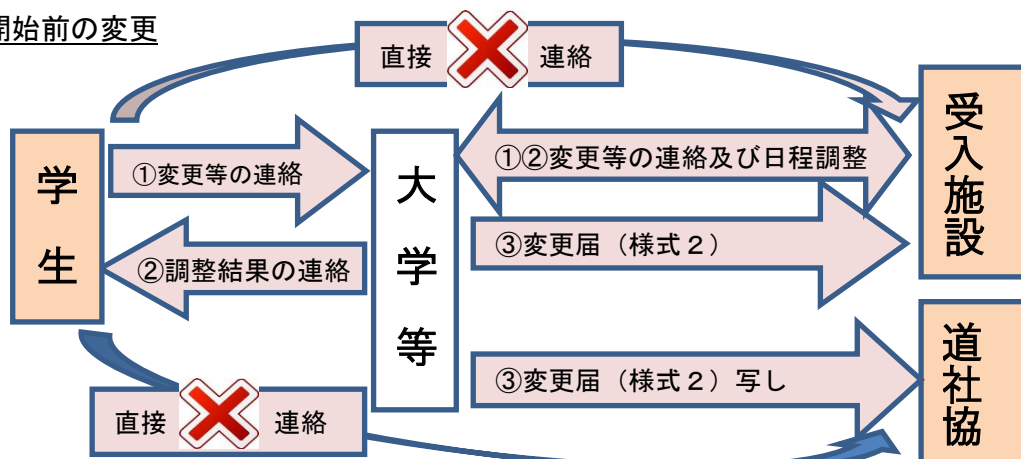 開始前の変更
直接 連絡
学生
①変更等の連絡
②調整結果の連絡
大学等
①②変更等の連絡及び日程調整
③変更届（様式２）
受入施設
③変更届（様式２）写し
道社協
直接 連絡